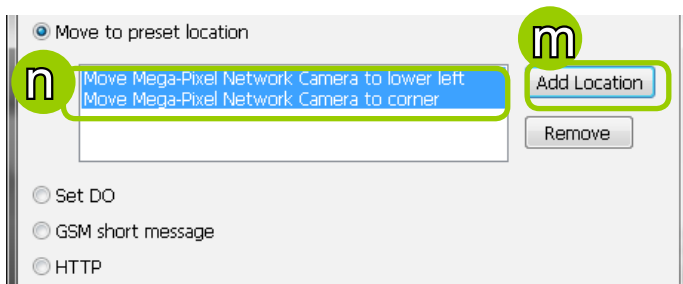 Move to preset location
m
n
Move Mega-Pixel Network Camera to lower left
Move Mega-Pixel Network Camera to corner
Add Location
Remove
Set DO
GSM short message
HTTP